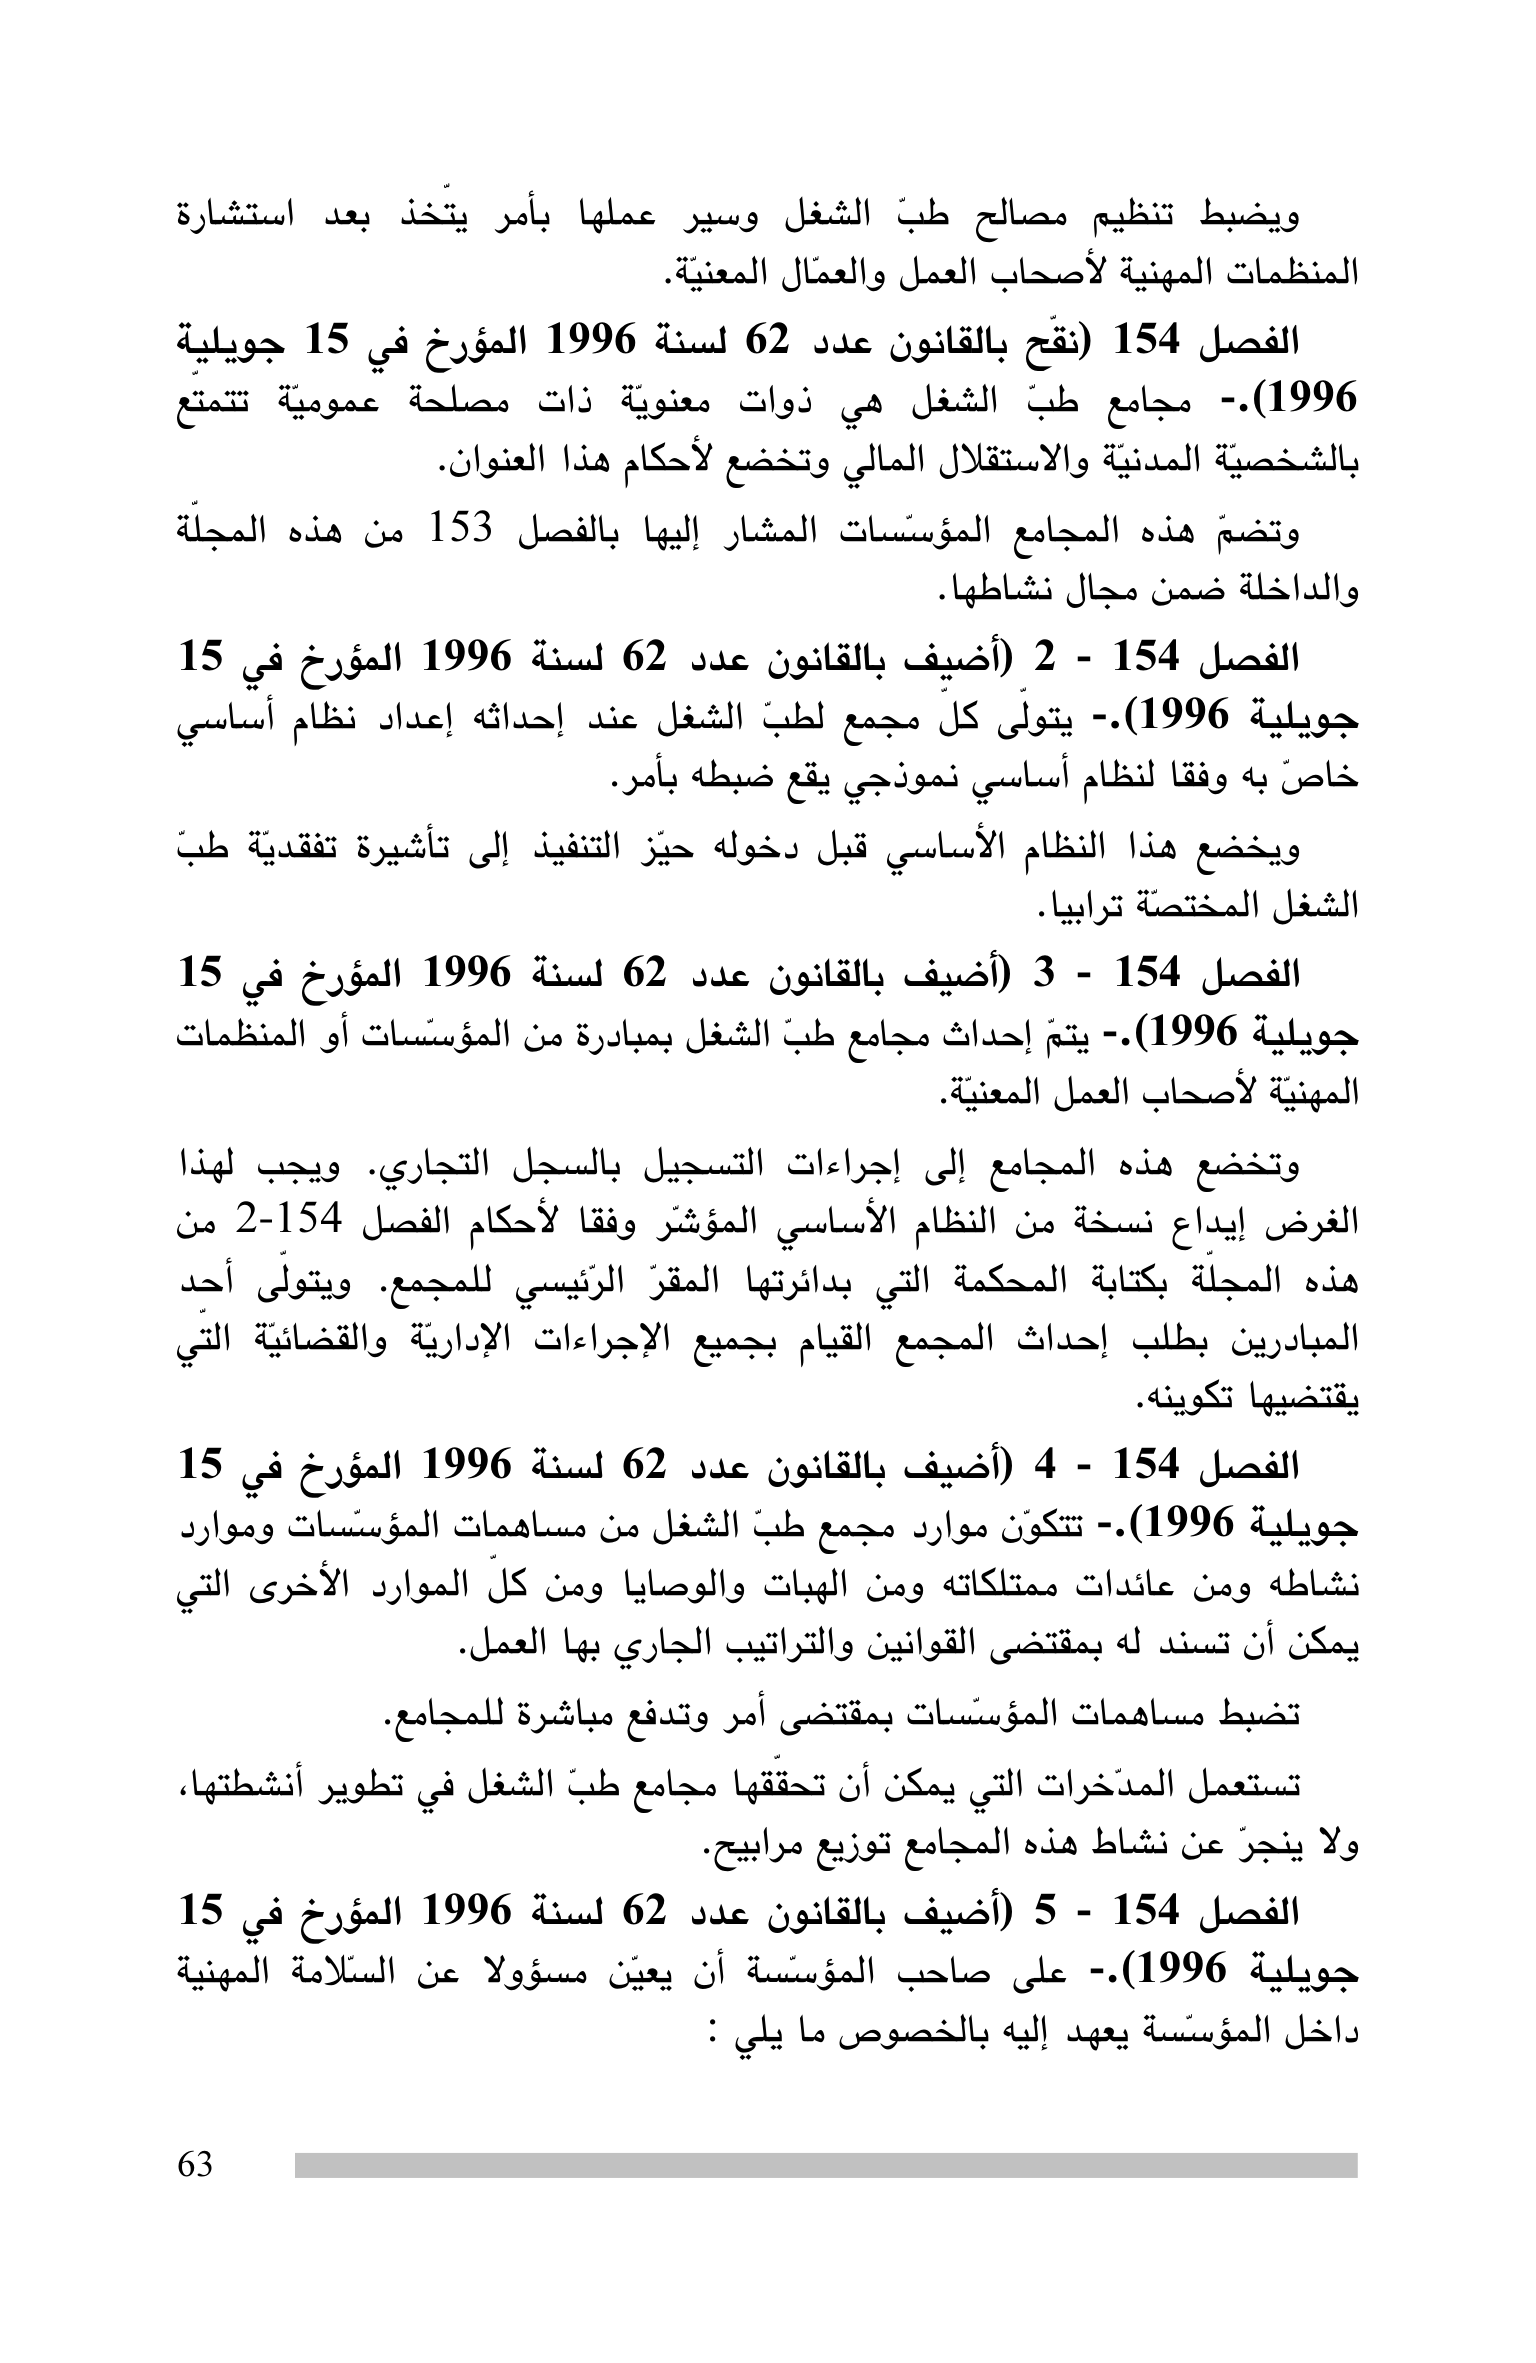 ويضبط تنظيم مصالح طبّ الشغل وسير عملها بأمر يتّخذ بعد استشارة
المنظمات المهنية لأصحاب العمل والعمّال المعنيّة.
الفصل 154 (نقّح بالقانون عدد 62 لسنة 1996 المؤرخ في 15 جويلية
1996).- مجامع طبّ الشغل هي ذوات معنويّة ذات مصلحة عموميّة تتمتّع
بالشخصيّة المدنيّة والاستقلال المالي وتخضع لأحكام هذا العنوان.
وتضمّ هذه المجامع المؤسّسات المشار إليها بالفصل 153 من هذه المجلّة
والداخلة ضمن مجال نشاطها.
الفصل 154 - 2 (أضيف بالقانون عدد 62 لسنة 1996 المؤرخ في 15
جويلية 1996).- يتولّى كلّ مجمع لطبّ الشغل عند إحداثه إعداد نظام أساسي
خاصّ به وفقا لنظام أساسي نموذجي يقع ضبطه بأمر.
ويخضع هذا النظام الأساسي قبل دخوله حيّز التنفيذ إلى تأشيرة تفقديّة طبّ
الشغل المختصّة ترابيا.
الفصل 154 - 3 (أضيف بالقانون عدد 62 لسنة 1996 المؤرخ في 15
جويلية 1996).- يتمّ إحداث مجامع طبّ الشغل بمبادرة من المؤسّسات أو المنظمات
المهنيّة لأصحاب العمل المعنيّة.
وتخضع هذه المجامع إلى إجراءات التسجيل بالسجل التجاري. ويجب لهذا
الغرض إيداع نسخة من النظام الأساسي المؤشّر وفقا لأحكام الفصل 154-2 من
هذه المجلّة بكتابة المحكمة التي بدائرتها المقرّ الرّئيسي للمجمع. ويتولّى أحد
المبادرين بطلب إحداث المجمع القيام بجميع الإجراءات الإداريّة والقضائيّة التّي
يقتضيها تكوينه.
الفصل 154 - 4 (أضيف بالقانون عدد 62 لسنة 1996 المؤرخ في 15
جويلية 1996).- تتكوّن موارد مجمع طبّ الشغل من مساهمات المؤسّسات وموارد
نشاطه ومن عائدات ممتلكاته ومن الهبات والوصايا ومن كلّ الموارد الأخرى التي
يمكن أن تسند له بمقتضى القوانين والتراتيب الجاري بها العمل.
تضبط مساهمات المؤسّسات بمقتضى أمر وتدفع مباشرة للمجامع.
تستعمل المدّخرات التي يمكن أن تحقّقها مجامع طبّ الشغل في تطوير أنشطتها،
ولا ينجرّ عن نشاط هذه المجامع توزيع مرابيح.
الفصل 154 - 5 (أضيف بالقانون عدد 62 لسنة 1996 المؤرخ في 15
جويلية 1996).- على صاحب المؤسّسة أن يعيّن مسؤولا عن السّلامة المهنية
داخل المؤسّسة يعهد إليه بالخصوص ما يلي :
63